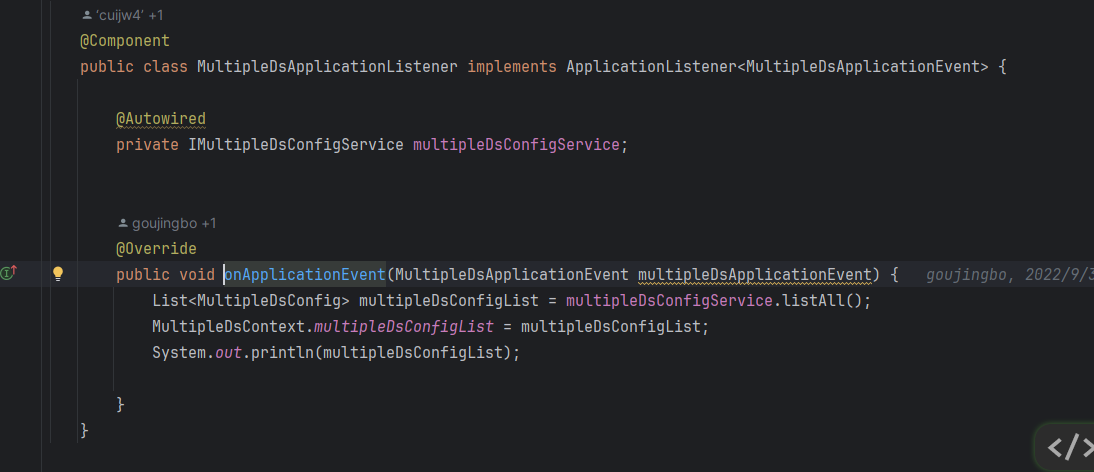 'cuijw4' +1
@Component
public class MultipleDsApplicationListener implements ApplicationListener<MultipleDsApplicationEvent> {
@Autowired
private IMultipleDsConfigService multipleDsConfigService;
goujingbo +1
@Override
public void onApplicationEvent(MultipleDsApplicationEvent multipleDsApplicationEvent) { goujingbo, 2022/9/3
List<MultipleDsConfig> multipleDsConfigList = multipleDsConfigService.listAll();
MultipleDsContext.multipleDsConfigList = multipleDsConfigList;
System.out.println(multipleDsConfigList);
}
}